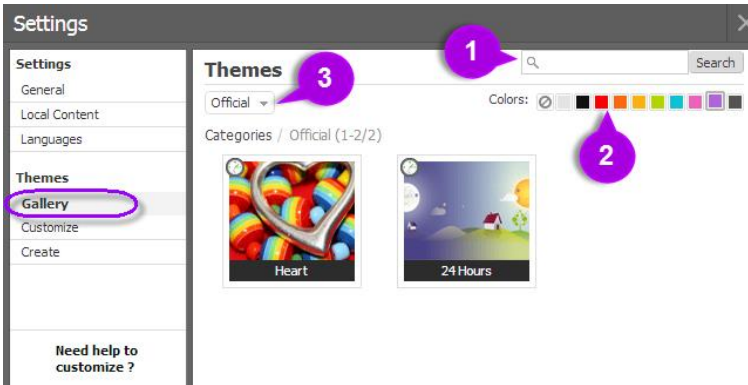 Settings
Settings
General
Local Content
Languages
Themes
Gallery
Customize
Create
Need help to
customize ?
1
Search
Themes
3
Official
Colors:
2
Categories / Official (1-2/2)
Heart
24 Hours